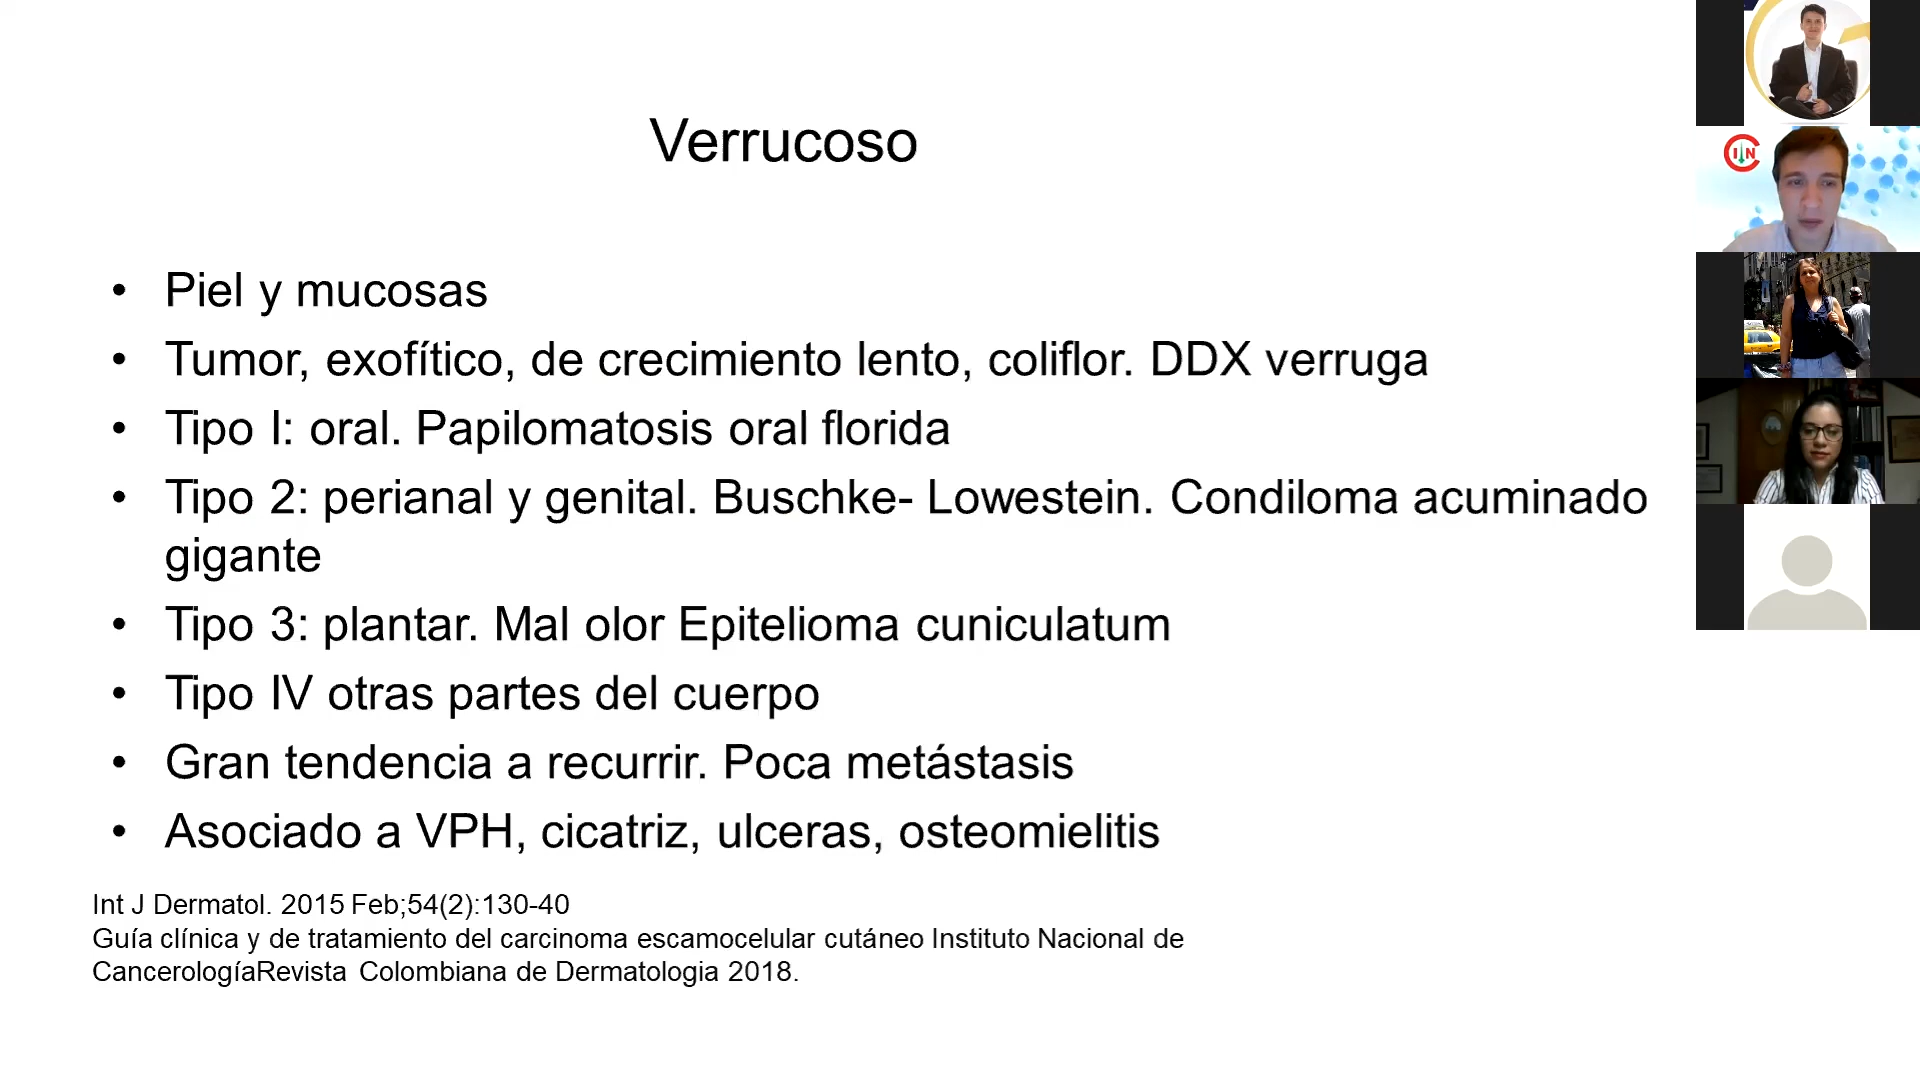 Verrucoso
• Piel y mucosas
• Tumor, exofítico, de crecimiento lento, coliflor. DDX verruga
• Tipo I: oral. Papilomatosis oral florida
• Tipo 2: perianal y genital. Buschke- Lowestein. Condiloma acuminado
gigante
• Tipo 3: plantar. Mal olor Epitelioma cuniculatum
• Tipo IV otras partes del cuerpo
• Gran tendencia a recurrir. Poca metástasis
• Asociado a VPH, cicatriz, ulceras, osteomielitis
Int J Dermatol. 2015 Feb;54(2):130-40
Guía clínica y de tratamiento del carcinoma escamocelular cutáneo Instituto Nacional de
CancerologíaRevista Colombiana de Dermatologia 2018.
CIN